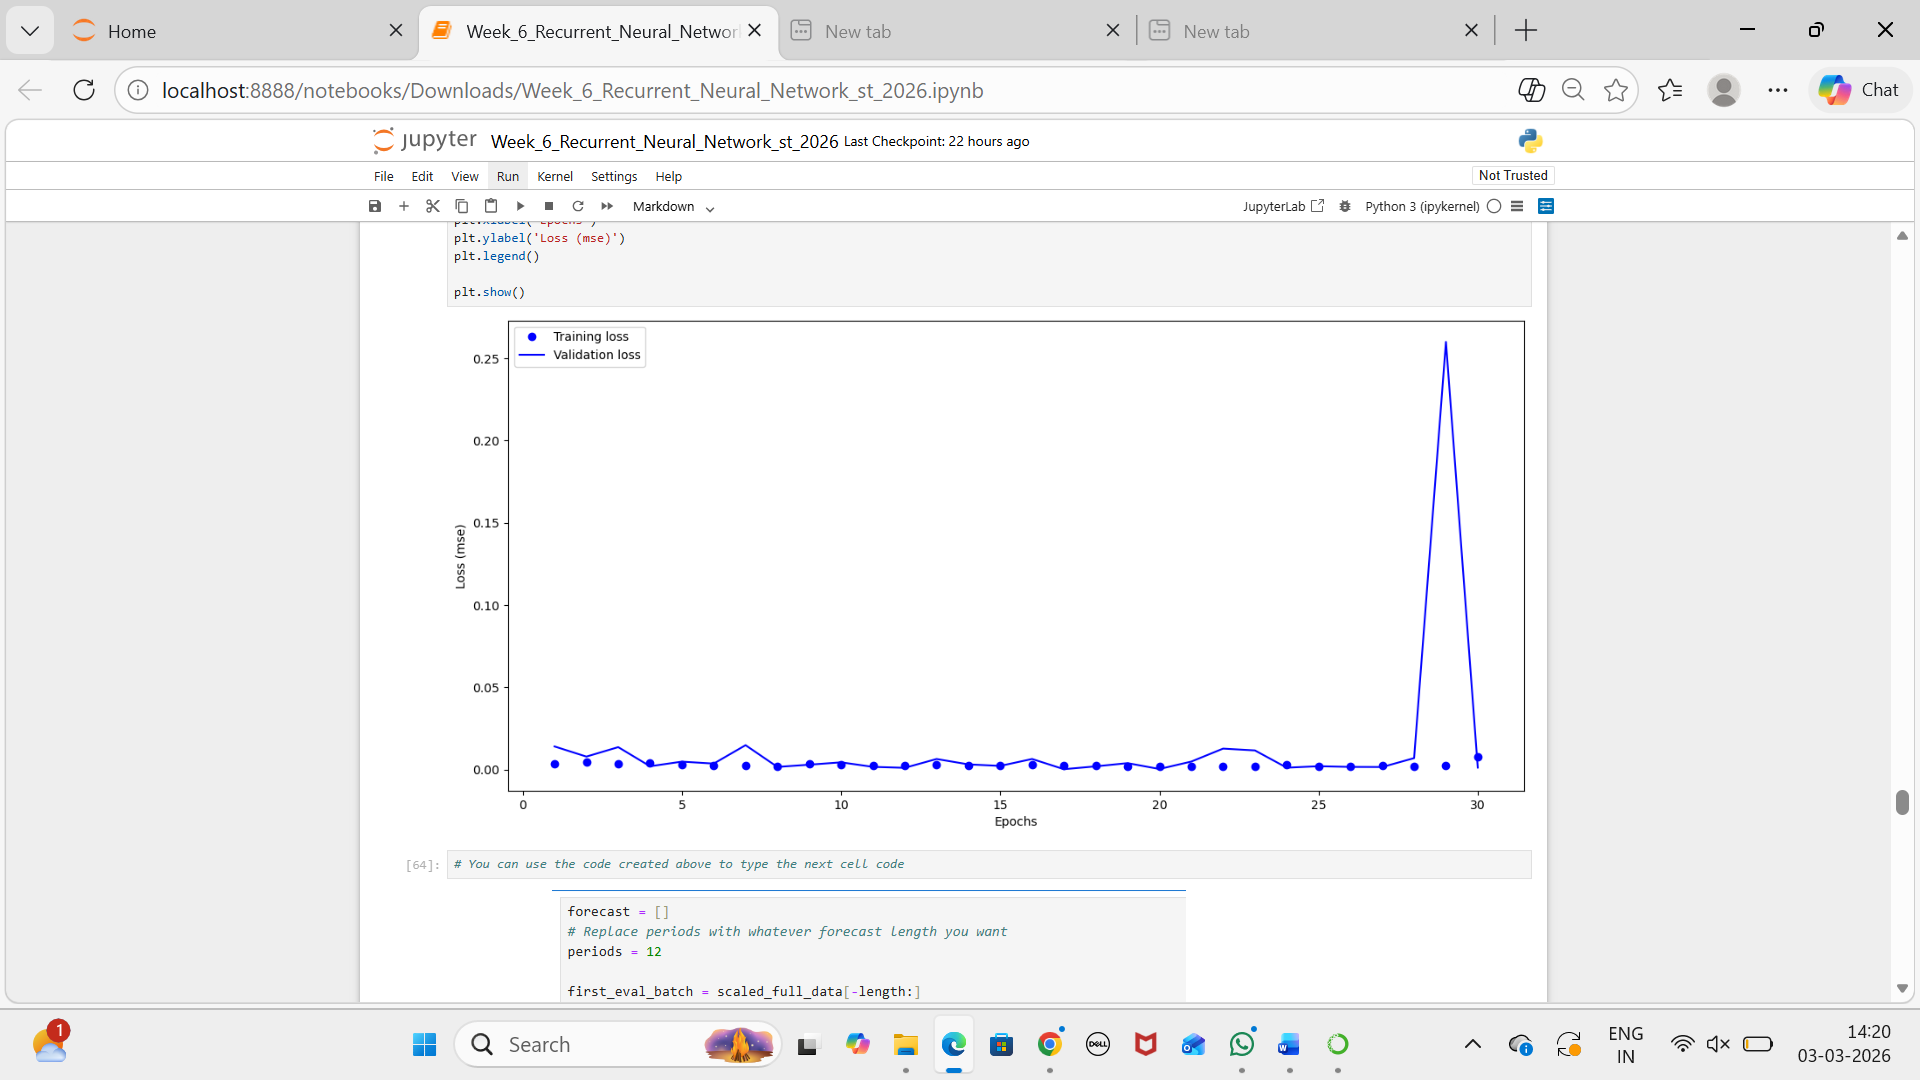 Home
Week_6_Recurrent_Neural_Networ
New tab
New tab
localhost:8888/notebooks/Downloads/Week_6_Recurrent_Neural_Network_st_2026.ipynb
Chat
jupyter Week_6_Recurrent_Neural_Network_st_2026 Last Checkpoint: 22 hours ago
File Edit View Run Kernel Settings Help
Not Trusted
Markdown
JupyterLab
Python 3 (ipykernel)
plt.ylabel('Loss (mse)')
plt.legend()
plt.show()
Training loss
Validation loss
0.25
0.20
0.15
0.10
0.05
0.00
Loss (mse)
0 5 10 15 20 25 30
Epochs
[64]: # You can use the code created above to type the next cell code
forecast = []
# Replace periods with whatever forecast length you want
periods = 12
first_eval_batch = scaled_full_data[-length:]
1
Search
DELL
W
ENG
IN
14:20
03-03-2026